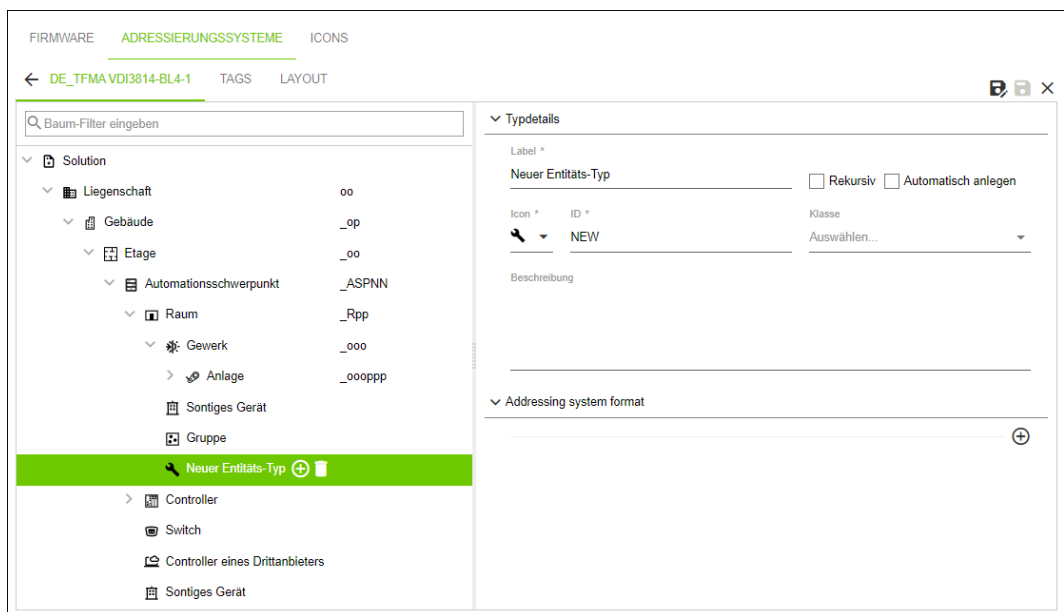 FIRMWARE ADRESSIERUNGSSYSTEME ICONS
DE_TFMA VDI3814-BL4-1 TAGS LAYOUT
Baum-Filter eingeben
Solution
Liegenschaft oo
Gebäude _op
Etage _oo
Automationsschwerpunkt _ASPNN
Raum _Rpp
Gewerk _ooo
Anlage _oooppp
Sontiges Gerät
Gruppe
Neuer Entitäts-Typ
Controller
Switch
Controller eines Drittanbieters
Sontiges Gerät
Typdetails
Label *
Neuer Entitäts-Typ Rekursiv Automatisch anlegen
Icon * ID * Klasse
NEW Auswählen...
Beschreibung
Addressing system format